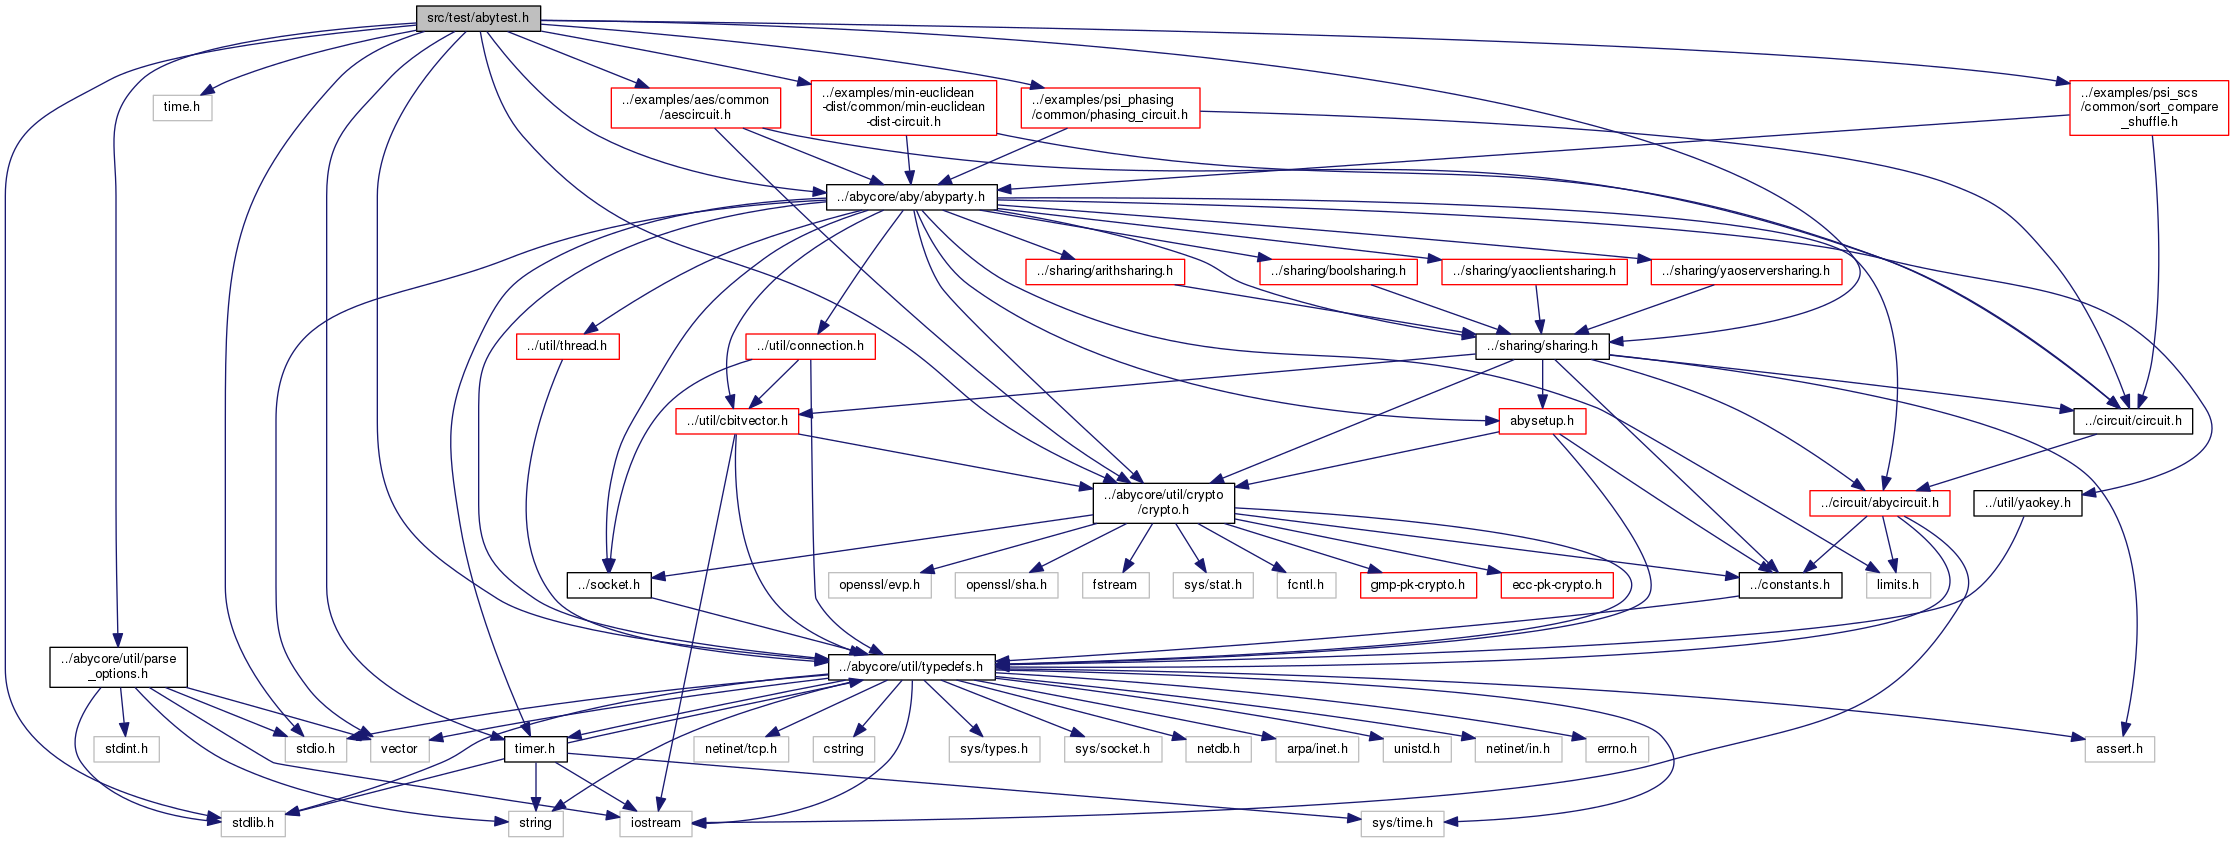 src/test/abytest.h
time.h
../examples/aes/common
/aescircuit.h
../examples/min-euclidean
-dist/common/min-euclidean
-dist-circuit.h
../examples/psi_phasing
/common/phasing_circuit.h
../examples/psi_scs
/common/sort_compare
_shuffle.h
../abycore/aby/abyparty.h
../sharing/arithsharing.h
../sharing/boolsharing.h
../sharing/yaoclientsharing.h
../sharing/yaoserversharing.h
../util/thread.h
../util/connection.h
../sharing/sharing.h
../util/cbitvector.h
abysetup.h
../circuit/circuit.h
../abycore/util/crypto
/crypto.h
../circuit/abycircuit.h
../util/yaokey.h
../socket.h
openssl/evp.h
openssl/sha.h
fstream
sys/stat.h
fcntl.h
gmp-pk-crypto.h
ecc-pk-crypto.h
../constants.h
limits.h
../abycore/util/parse
_options.h
../abycore/util/typedefs.h
stdint.h
stdio.h
vector
timer.h
netinet/tcp.h
cstring
sys/types.h
sys/socket.h
netdb.h
arpa/inet.h
unistd.h
netinet/in.h
errno.h
assert.h
stdlib.h
string
iostream
sys/time.h